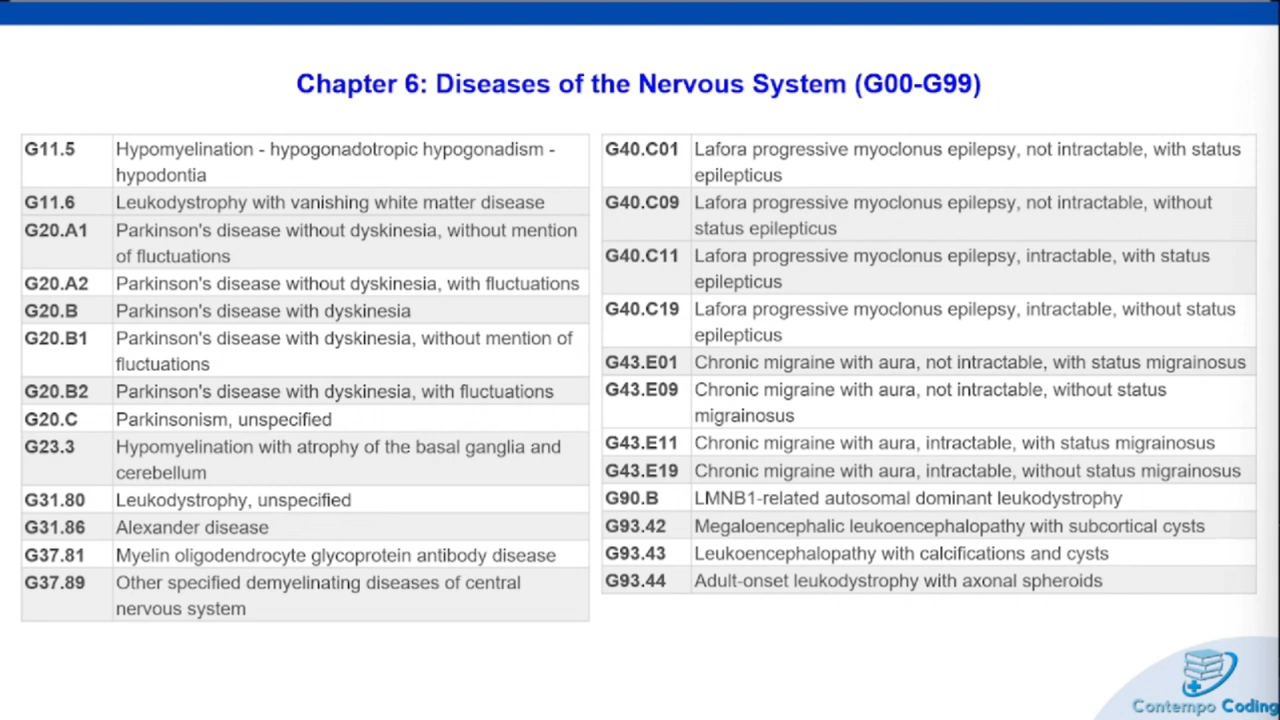 Chapter 6: Diseases of the Nervous System (G00-G99)
G11.5 Hypomyelination - hypogonadotropic hypogonadism -
hypodontia
G11.6 Leukodystrophy with vanishing white matter disease
G20.A1 Parkinson's disease without dyskinesia, without mention
of fluctuations
G20.A2 Parkinson's disease without dyskinesia, with fluctuations
G20.B Parkinson's disease with dyskinesia
G20.B1 Parkinson's disease with dyskinesia, without mention of
fluctuations
G20.B2 Parkinson's disease with dyskinesia, with fluctuations
G20.C Parkinsonism, unspecified
G23.3 Hypomyelination with atrophy of the basal ganglia and
cerebellum
G31.80 Leukodystrophy, unspecified
G31.86 Alexander disease
G37.81 Myelin oligodendrocyte glycoprotein antibody disease
G37.89 Other specified demyelinating diseases of central
nervous system
G40.C01 Lafora progressive myoclonus epilepsy, not intractable, with status
epilepticus
G40.C09 Lafora progressive myoclonus epilepsy, not intractable, without
status epilepticus
G40.C11 Lafora progressive myoclonus epilepsy, intractable, with status
epilepticus
G40.C19 Lafora progressive myoclonus epilepsy, intractable, without status
epilepticus
G43.E01 Chronic migraine with aura, not intractable, with status migrainosus
G43.E09 Chronic migraine with aura, not intractable, without status
migrainosus
G43.E11 Chronic migraine with aura, intractable, with status migrainosus
G43.E19 Chronic migraine with aura, intractable, without status migrainosus
G90.B LMNB1-related autosomal dominant leukodystrophy
G93.42 Megaloencephalic leukoencephalopathy with subcortical cysts
G93.43 Leukoencephalopathy with calcifications and cysts
G93.44 Adult-onset leukodystrophy with axonal spheroids
Contempo Coding